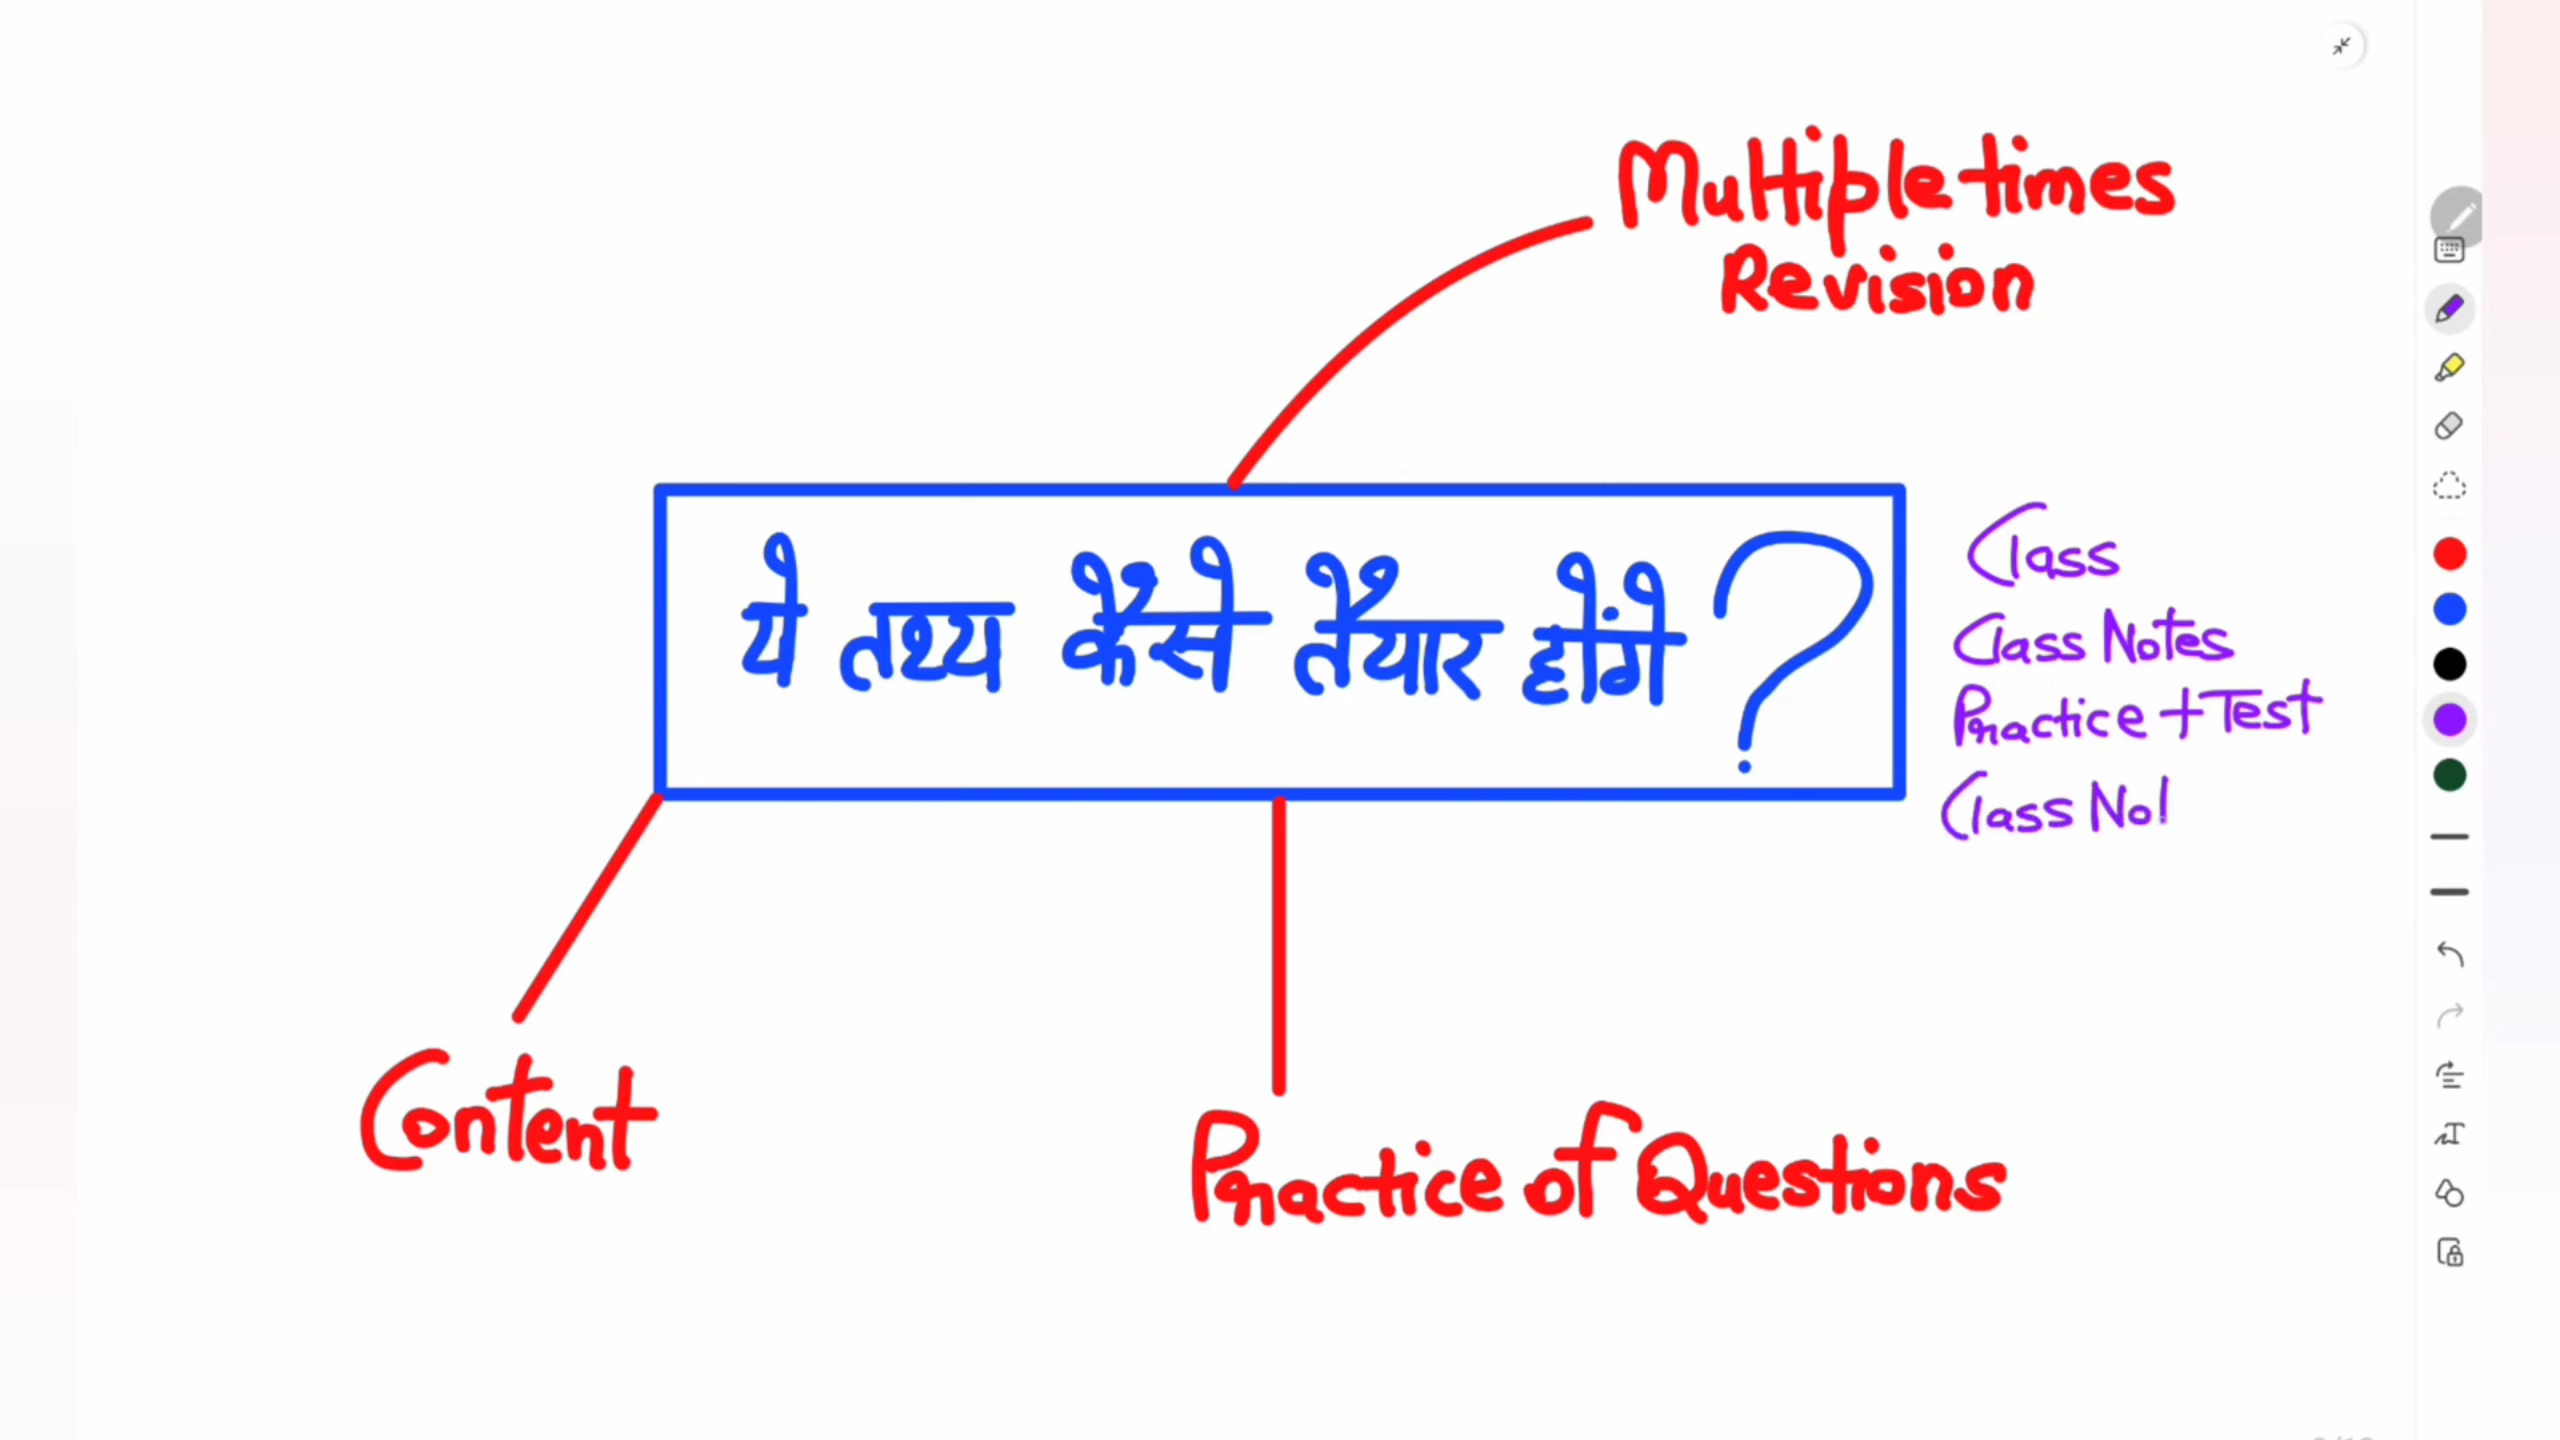 Multiple times
Revision
ये तथ्य कैसे तैयार होंगे ?
Class
Class Notes
Practice + Test
Class No
Content
Practice of Questions